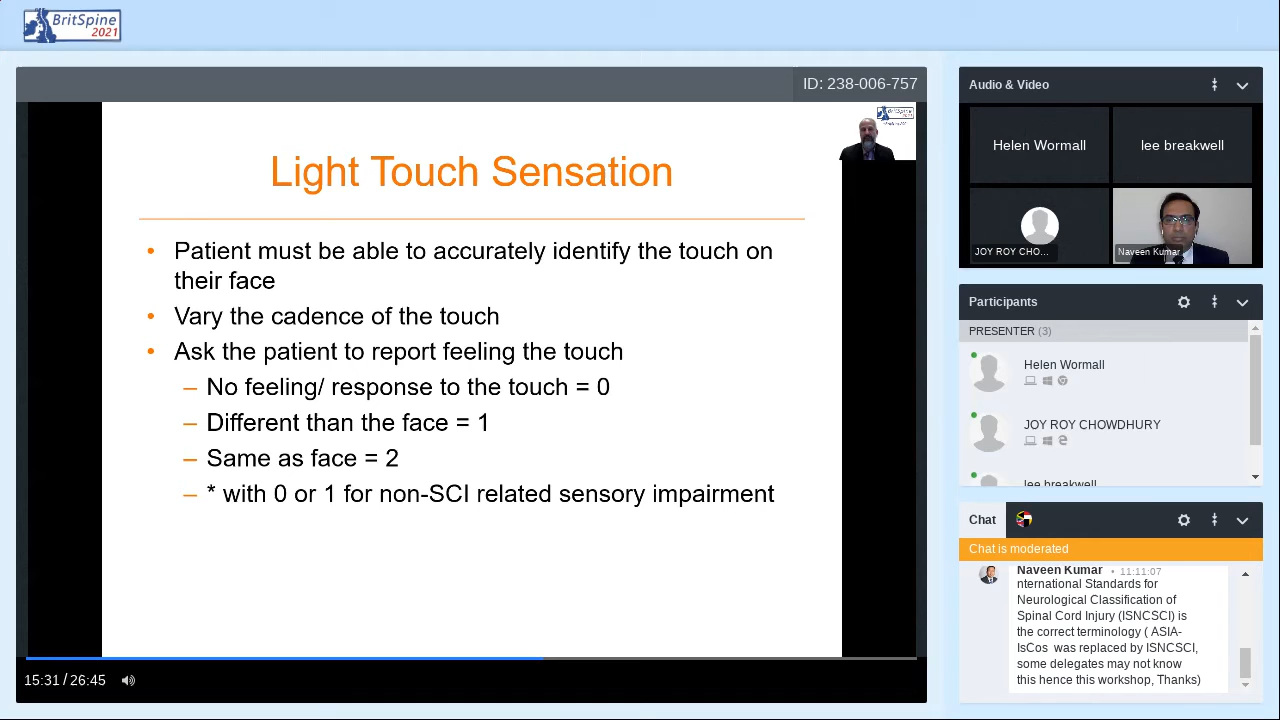 BritSpine
2021
ID: 238-006-757
Light Touch Sensation
• Patient must be able to accurately identify the touch on
their face
• Vary the cadence of the touch
• Ask the patient to report feeling the touch
– No feeling/ response to the touch = 0
– Different than the face = 1
– Same as face = 2
– * with 0 or 1 for non-SCI related sensory impairment
15:31 / 26:45
Audio & Video
Helen Wormall
lee breakwell
JOY ROY CHO...
Naveen Kumar
Participants
PRESENTER (3)
Helen Wormall
JOY ROY CHOWDHURY
lee breakwell
Chat
Chat is moderated
Naveen Kumar • 11:11:07
nternational Standards for
Neurological Classification of
Spinal Cord Injury (ISNCSCI) is
the correct terminology ( ASIA-
IsCos was replaced by ISNCSCI,
some delegates may not know
this hence this workshop, Thanks)